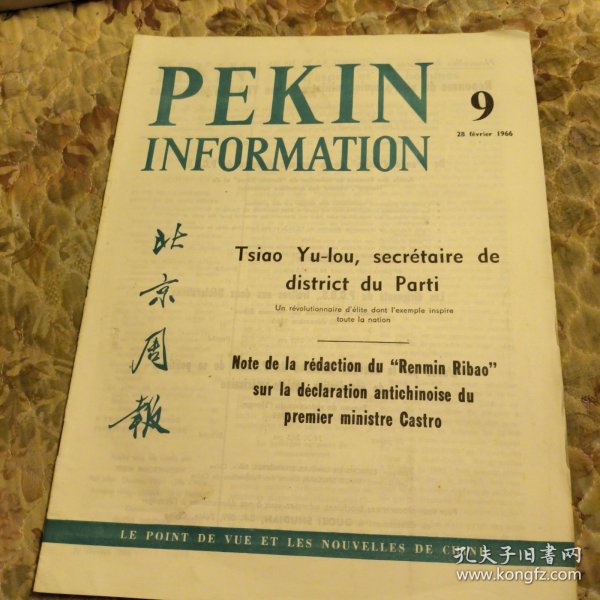 PEKIN
INFORMATION
9
28 février 1966
北京周報
Tsiao Yu-lou, secrétaire de
district du Parti
Un révolutionnaire d'élite dont l'exemple inspire
toute la nation
Note de la rédaction du "Renmin Ribao"
sur la déclaration antichinoise du
premier ministre Castro
LE POINT DE VUE ET LES NOUVELLES DE CHINE
孔夫子旧书网
www.kongfz.com